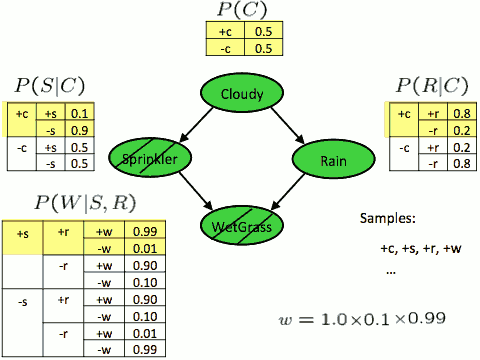 P(C)
+c 0.5
-c 0.5
Cloudy
P(S|C)
+c +s 0.1
-s 0.9
-c +s 0.5
-s 0.5
P(R|C)
+c +r 0.8
-r 0.2
-c +r 0.2
-r 0.8
Sprinkler
Rain
WetGrass
P(W|S, R)
+s +r +w 0.99
-w 0.01
-r +w 0.90
-w 0.10
-s +r +w 0.90
-w 0.10
-r +w 0.01
-w 0.99
Samples:
+c, +s, +r, +w
...
w = 1.0×0.1×0.99